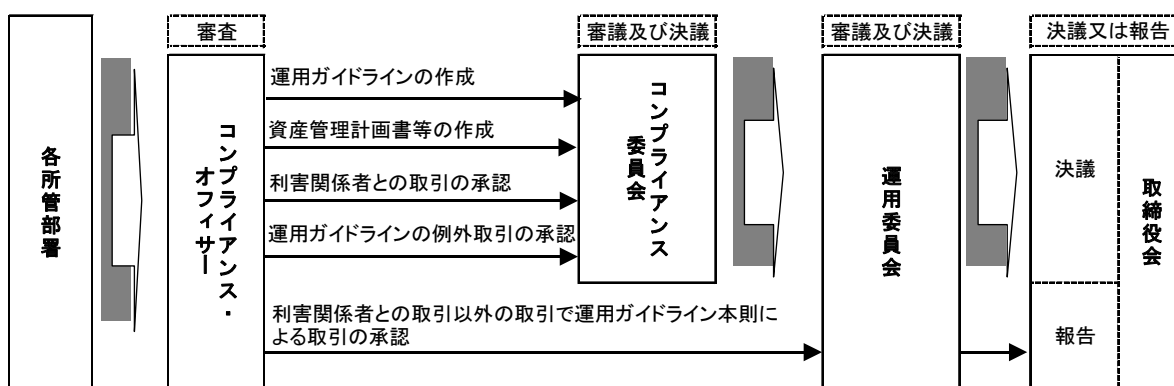 審査
審議及び決議
審議及び決議
決議又は報告
各所管部署
コンプライアンス・
オフィサー
運用ガイドラインの作成
資産管理計画書等の作成
利害関係者との取引の承認
運用ガイドラインの例外取引の承認
利害関係者との取引以外の取引で運用ガイドライン本則に
よる取引の承認
コンプライアンス
委員会
運用委員会
決議
報告
取締役会